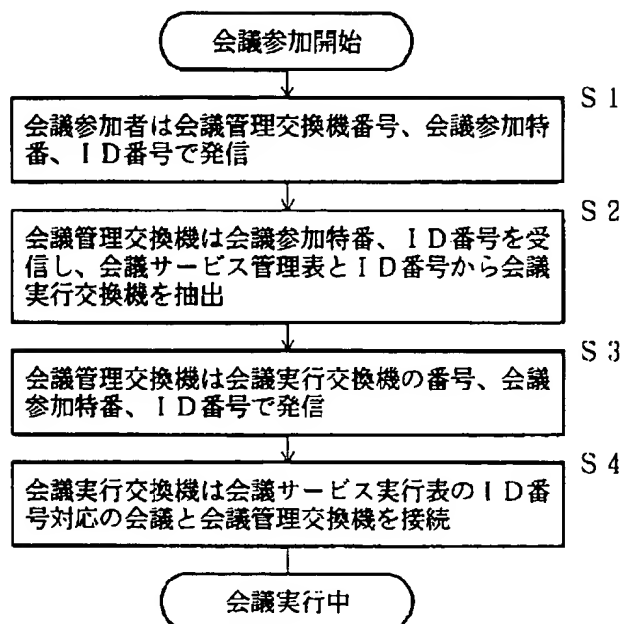 会議参加開始
S 1
会議参加者は会議管理交換機番号、会議参加特
番、ＩＤ番号で発信
S 2
会議管理交換機は会議参加特番、ＩＤ番号を受
信し、会議サービス管理表とＩＤ番号から会議
実行交換機を抽出
S 3
会議管理交換機は会議実行交換機の番号、会議
参加特番、ＩＤ番号で発信
S 4
会議実行交換機は会議サービス実行表のＩＤ番
号対応の会議と会議管理交換機を接続
会議実行中